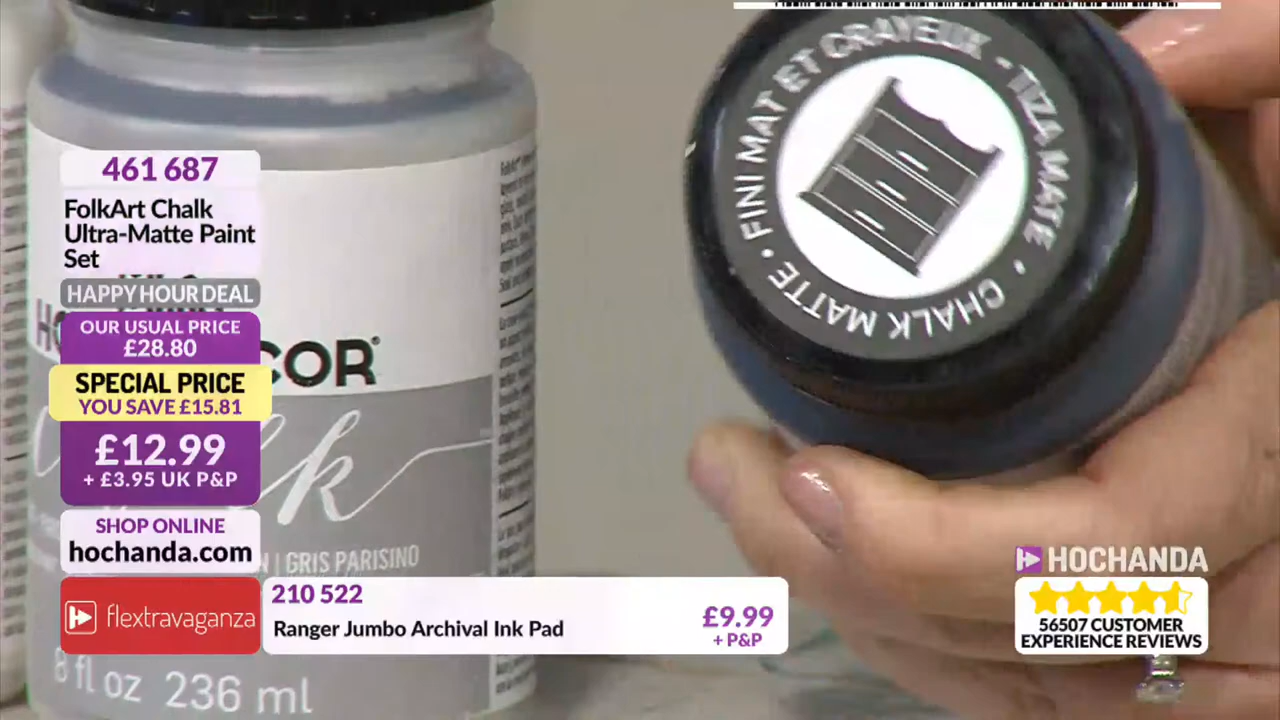 461 687
FolkArt Chalk
Ultra-Matte Paint
Set
HAPPY HOUR DEAL
OUR USUAL PRICE
£28.80
SPECIAL PRICE
YOU SAVE £15.81
£12.99
+ £3.95 UK P&P
SHOP ONLINE
hochanda.com
flextravaganza
210 522
Ranger Jumbo Archival Ink Pad
£9.99
+ P&P
HOCHANDA
56507 CUSTOMER
EXPERIENCE REVIEWS
COR®
| GRIS PARISINO
8 fl oz 236 ml
FINI MAT ET CRAYEUX • TIZA MATE • CHALK MATTE •